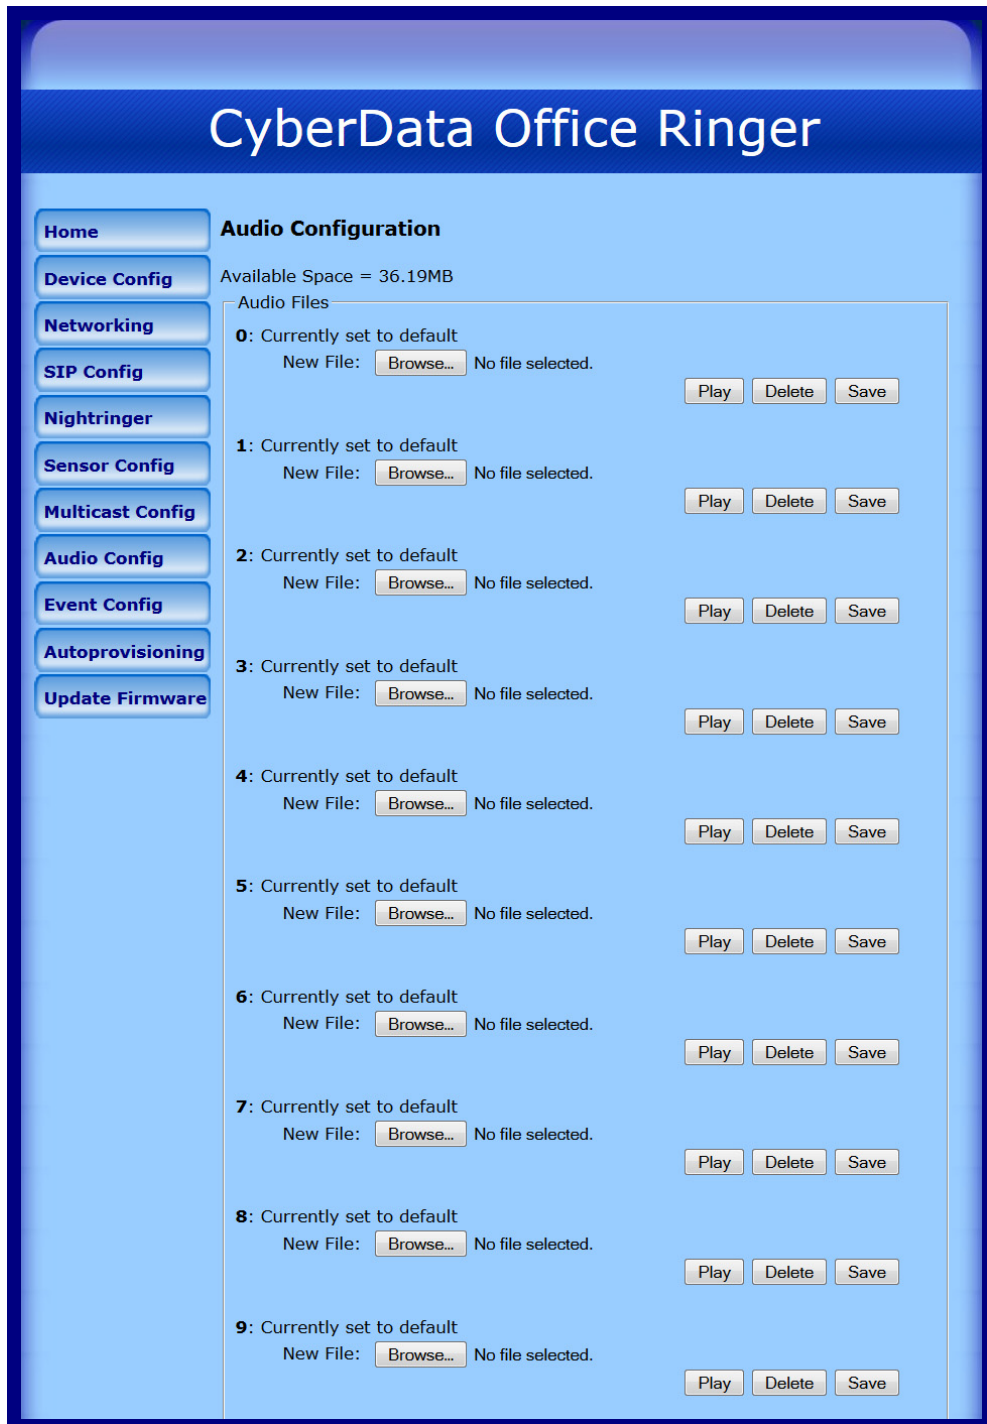 CyberData Office Ringer
Home
Device Config
Networking
SIP Config
Nightringer
Sensor Config
Multicast Config
Audio Config
Event Config
Autoprovisioning
Update Firmware
Audio Configuration
Available Space = 36.19MB
Audio Files
0: Currently set to default
New File: Browse... No file selected.
Play Delete Save
1: Currently set to default
New File: Browse... No file selected.
Play Delete Save
2: Currently set to default
New File: Browse... No file selected.
Play Delete Save
3: Currently set to default
New File: Browse... No file selected.
Play Delete Save
4: Currently set to default
New File: Browse... No file selected.
Play Delete Save
5: Currently set to default
New File: Browse... No file selected.
Play Delete Save
6: Currently set to default
New File: Browse... No file selected.
Play Delete Save
7: Currently set to default
New File: Browse... No file selected.
Play Delete Save
8: Currently set to default
New File: Browse... No file selected.
Play Delete Save
9: Currently set to default
New File: Browse... No file selected.
Play Delete Save